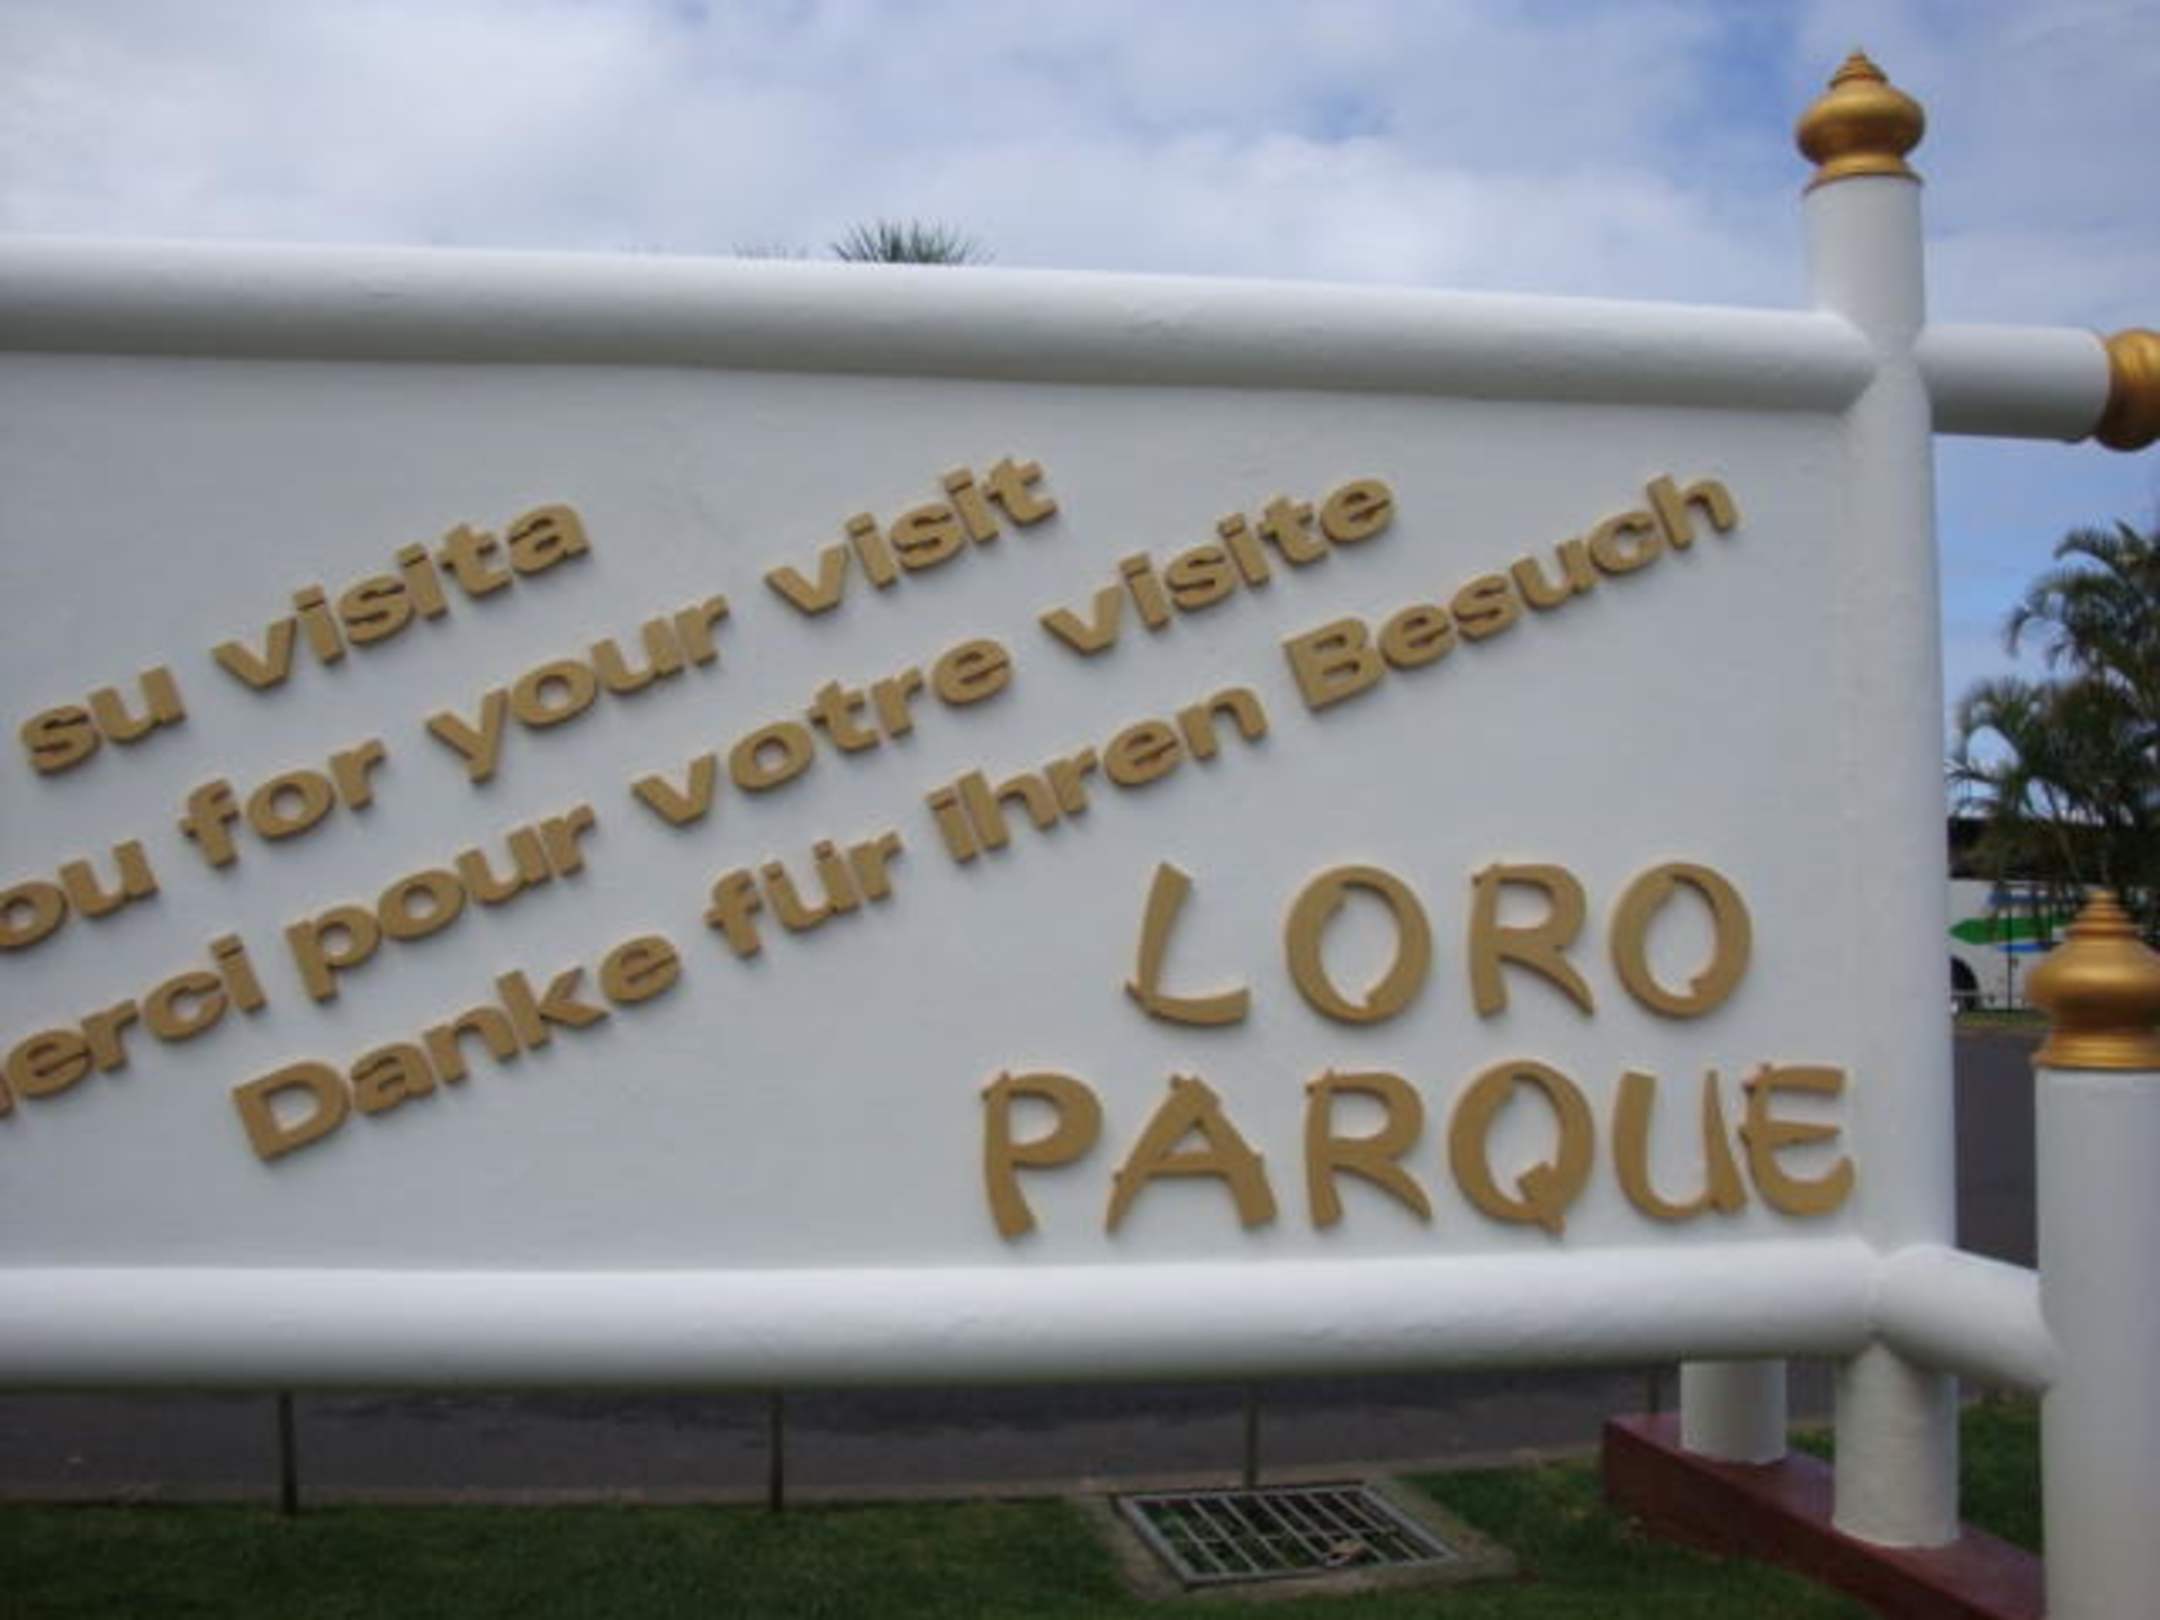 su visita
ou for your visit
erci pour votre visite
Danke für ihren Besuch
LORO
PARQUE